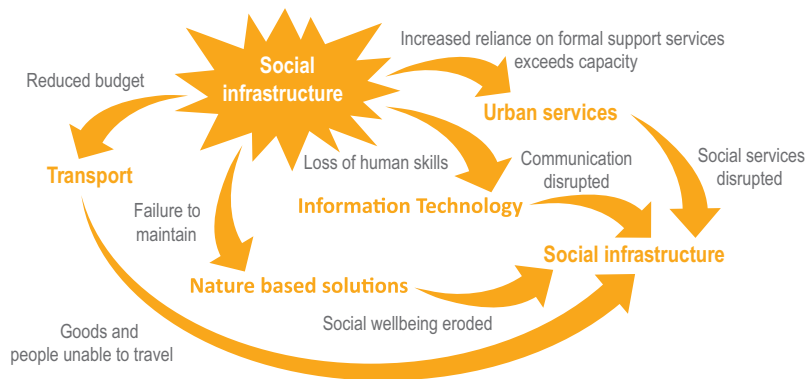 Increased reliance on formal support services
exceeds capacity
Social
infrastructure
Reduced budget
Urban services
Loss of human skills
Communication
disrupted
Social services
disrupted
Transport
Information Technology
Failure to
maintain
Social infrastructure
Nature based solutions
Social wellbeing eroded
Goods and
people unable to travel